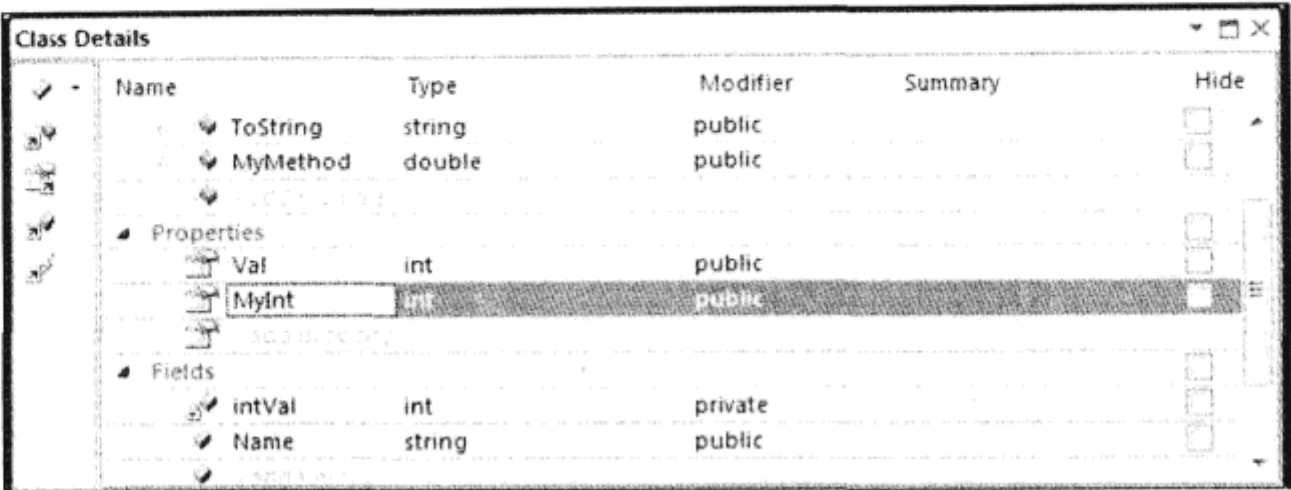 Class Details
Name Type Modifier Summary Hide
ToString string public
MyMethod double public
Properties
Val int public
MyInt int public
Fields
intVal int private
Name string public